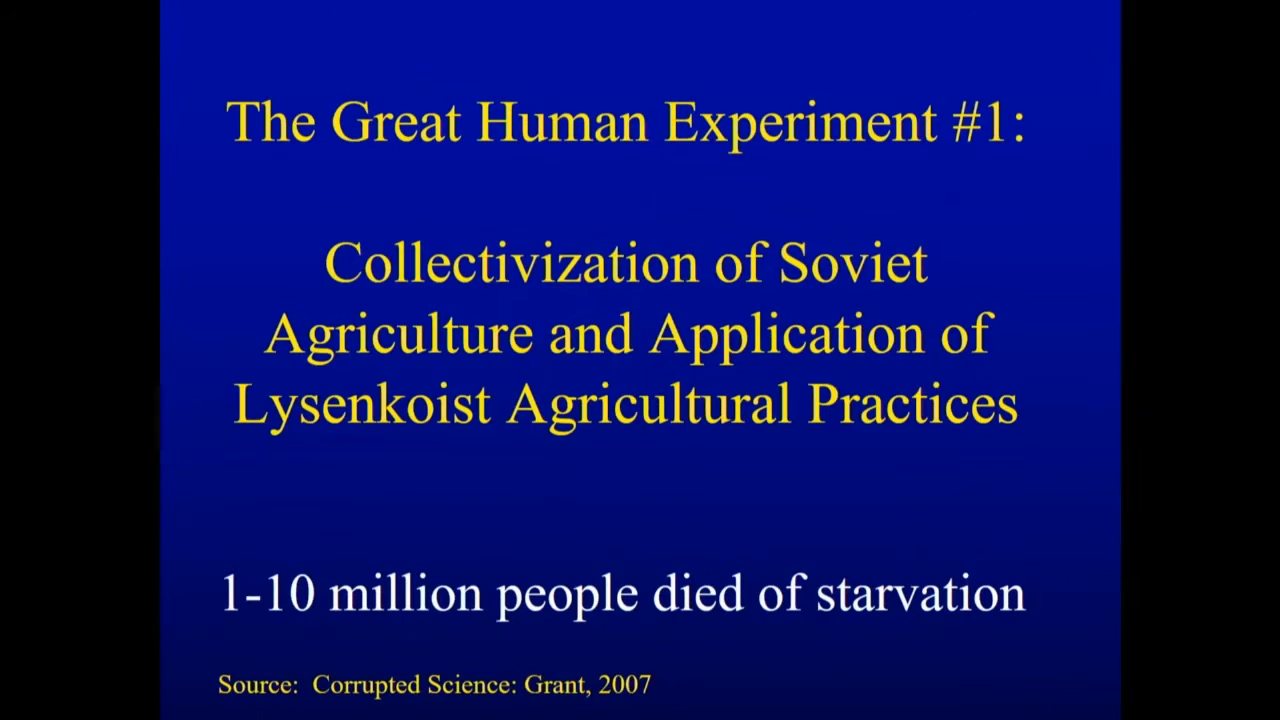 The Great Human Experiment #1:
Collectivization of Soviet
Agriculture and Application of
Lysenkoist Agricultural Practices
1-10 million people died of starvation
Source:  Corrupted Science: Grant, 2007